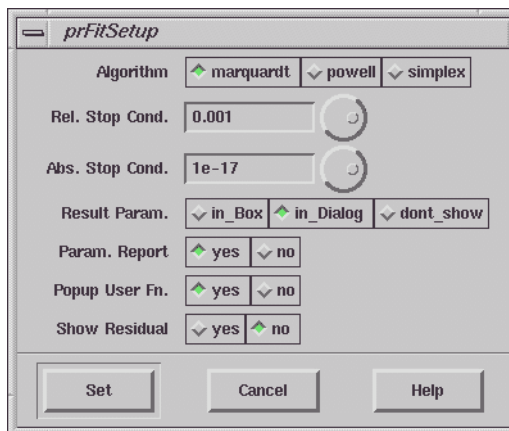 prFitSetup
Algorithm marquardt powell simplex
Rel. Stop Cond. 0.001
Abs. Stop Cond. 1e-17
Result Param. in_Box in_Dialog dont_show
Param. Report yes no
Popup User Fn. yes no
Show Residual yes no
Set Cancel Help